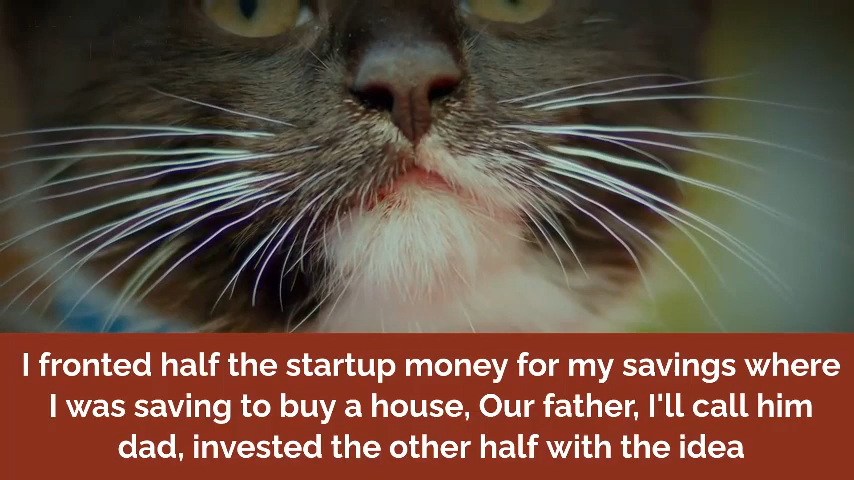 I fronted half the startup money for my savings where
I was saving to buy a house, Our father, I'll call him
dad, invested the other half with the idea